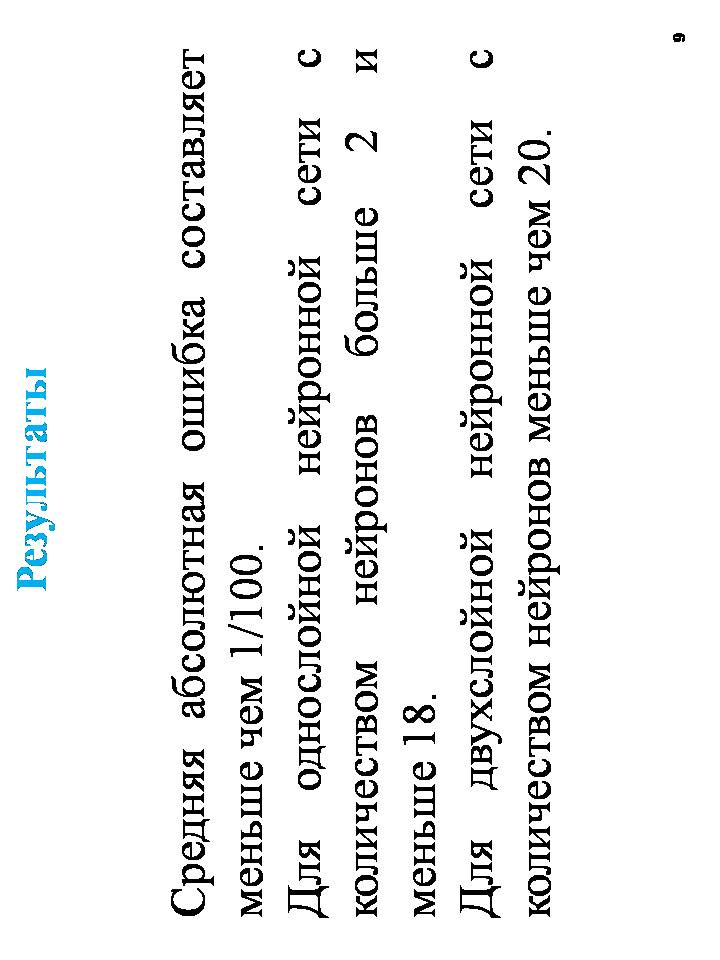 Результаты
Средняя абсолютная ошибка составляет
меньше чем 1/100.
Для однослойной нейронной сети с
количеством нейронов больше 2 и
меньше 18.
Для двухслойной нейронной сети с
количеством нейронов меньше чем 20.
9